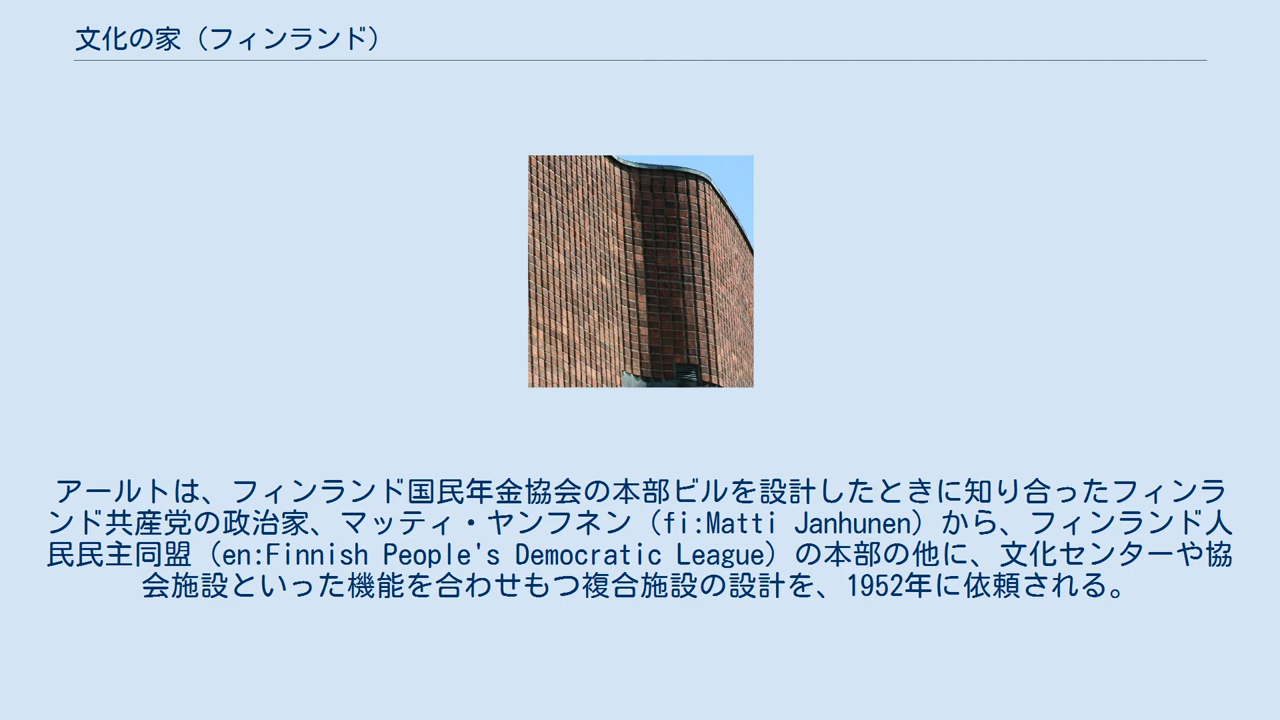 文化の家（フィンランド）
アールトは、フィンランド国民年金協会の本部ビルを設計したときに知り合ったフィンラ
ンド共産党の政治家、マッティ・ヤンフネン（fi:Matti Janhunen）から、フィンランド人
民民主同盟（en:Finnish People's Democratic League）の本部の他に、文化センターや協
会施設といった機能を合わせもつ複合施設の設計を、1952年に依頼される。